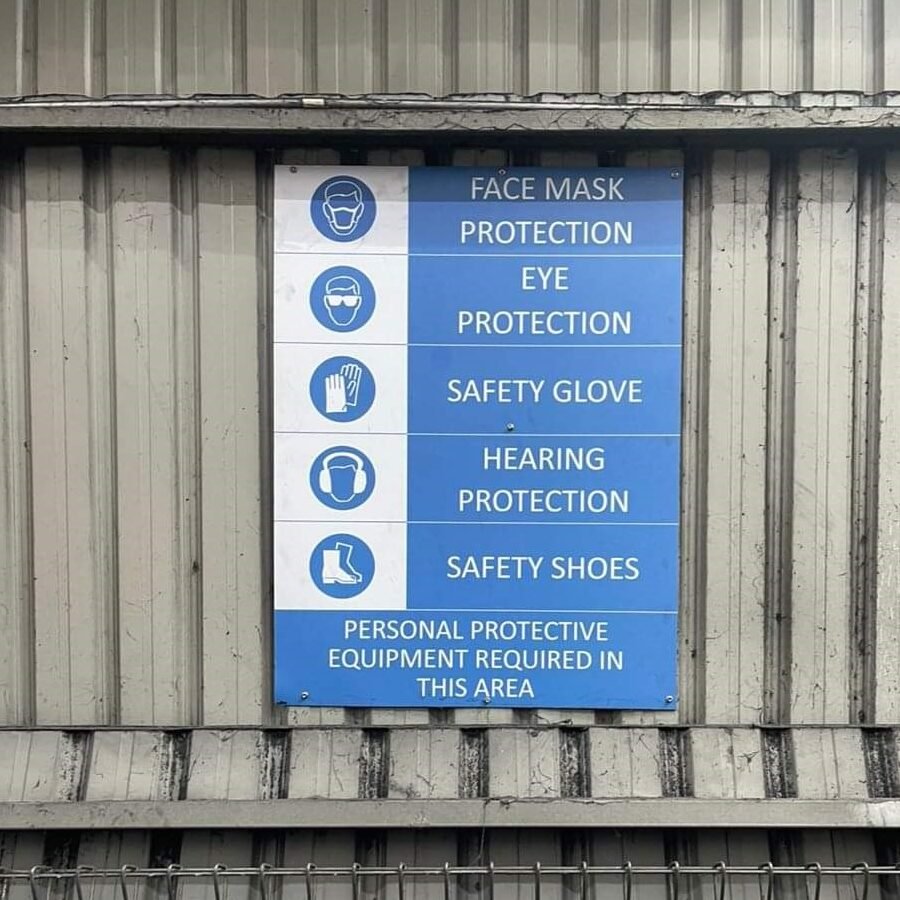 FACE MASK
PROTECTION
EYE
PROTECTION
SAFETY GLOVE
HEARING
PROTECTION
SAFETY SHOES
PERSONAL PROTECTIVE
EQUIPMENT REQUIRED IN
THIS AREA